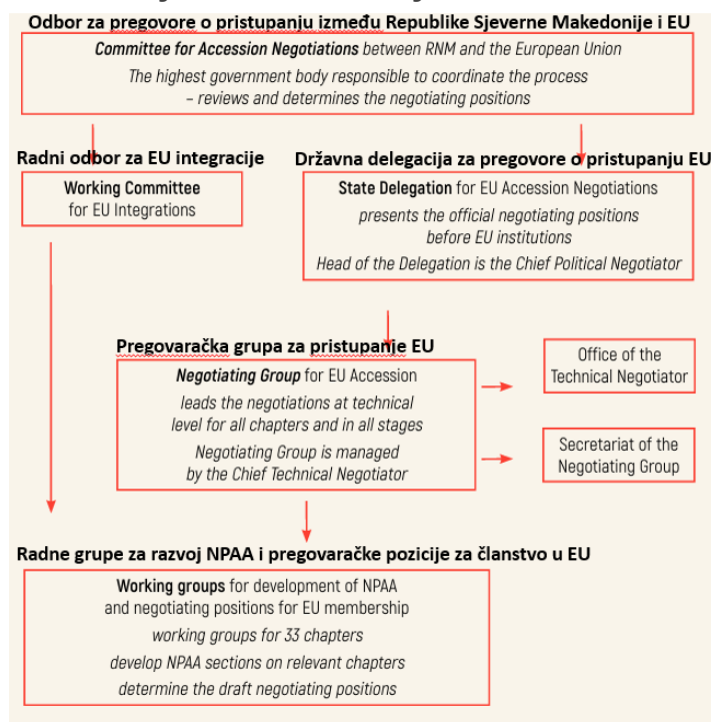 Odbor za pregovore o pristupanju između Republike Sjeverne Makedonije i EU
Committee for Accession Negotiations between RNM and the European Union
The highest government body responsible to coordinate the process
– reviews and determines the negotiating positions
Radni odbor za EU integracije
Working Committee
for EU Integrations
Državna delegacija za pregovore o pristupanju EU
State Delegation for EU Accession Negotiations
presents the official negotiating positions
before EU institutions
Head of the Delegation is the Chief Political Negotiator
Pregovaračka grupa za pristupanje EU
Negotiating Group for EU Accession
leads the negotiations at technical
level for all chapters and in all stages
Negotiating Group is managed
by the Chief Technical Negotiator
Office of the
Technical Negotiator
Secretariat of the
Negotiating Group
Radne grupe za razvoj NPAA i pregovaračke pozicije za članstvo u EU
Working groups for development of NPAA
and negotiating positions for EU membership
working groups for 33 chapters
develop NPAA sections on relevant chapters
determine the draft negotiating positions